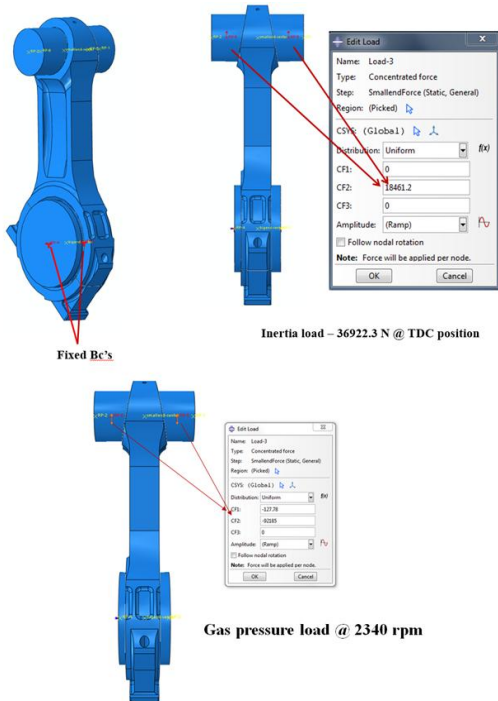 Edit Load
X
Name: Load-3
Type: Concentrated force
Step: SmallendForce (Static, General)
Region: (Picked)
CSYS: (Global)
Distribution: Uniform
f(x)
CF1: 0
CF2: 18461.2
CF3: 0
Amplitude: (Ramp)
Follow nodal rotation
Note: Force will be applied per node.
OK
Cancel
Inertia load – 36922.3 N @ TDC position
Fixed Bc's
Edit Load
Name: Load-3
Type: Concentrated force
Step: SmallendForce (Static, General)
Region: (Picked)
CSYS: (Global)
Distribution: Uniform
f(x)
CF1: -127.78
CF2: -92185
CF3: 0
Amplitude: (Ramp)
Follow nodal rotation
Note: Force will be applied per node.
OK
Cancel
Gas pressure load @ 2340 rpm